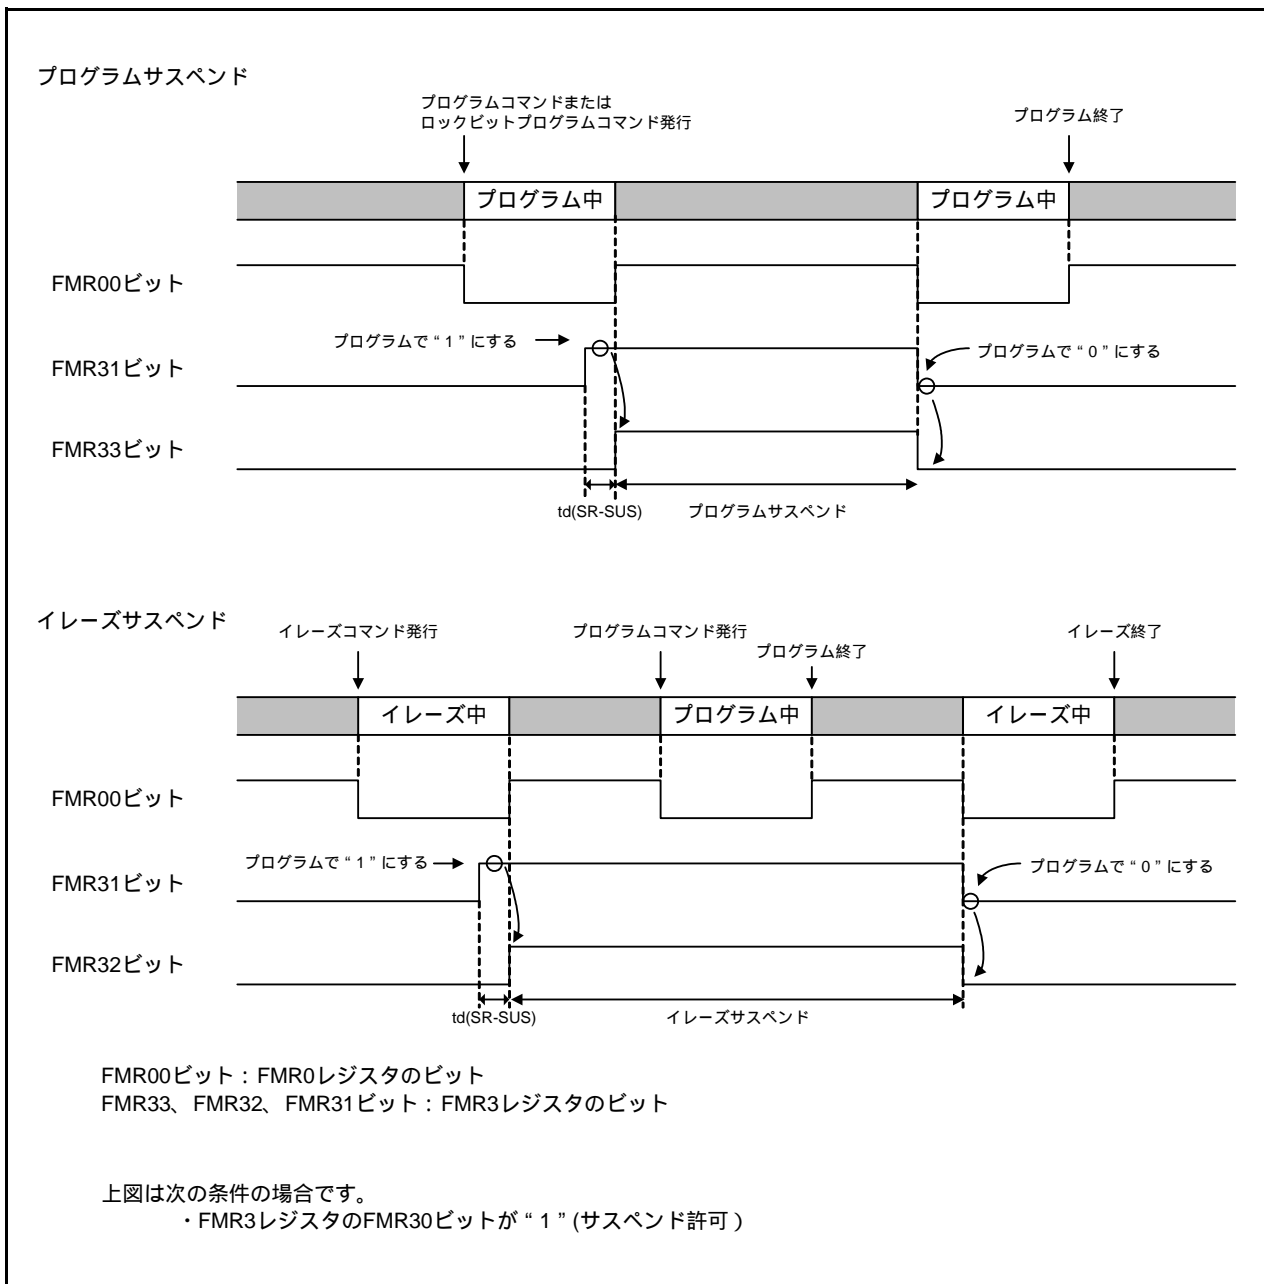 プログラムサスペンド
プログラムコマンドまたは
ロックビットプログラムコマンド発行
プログラム終了
プログラム中
プログラム中
FMR00ビット
プログラムで“1”にする
プログラムで“0”にする
FMR31ビット
FMR33ビット
td(SR-SUS)
プログラムサスペンド
イレーズサスペンド
イレーズコマンド発行
プログラムコマンド発行
プログラム終了
イレーズ終了
イレーズ中
プログラム中
イレーズ中
FMR00ビット
プログラムで“1”にする
プログラムで“0”にする
FMR31ビット
FMR32ビット
td(SR-SUS)
イレーズサスペンド
FMR00ビット：FMR0レジスタのビット
FMR33、FMR32、FMR31ビット：FMR3レジスタのビット
上図は次の条件の場合です。
・FMR3レジスタのFMR30ビットが“1”(サスペンド許可）